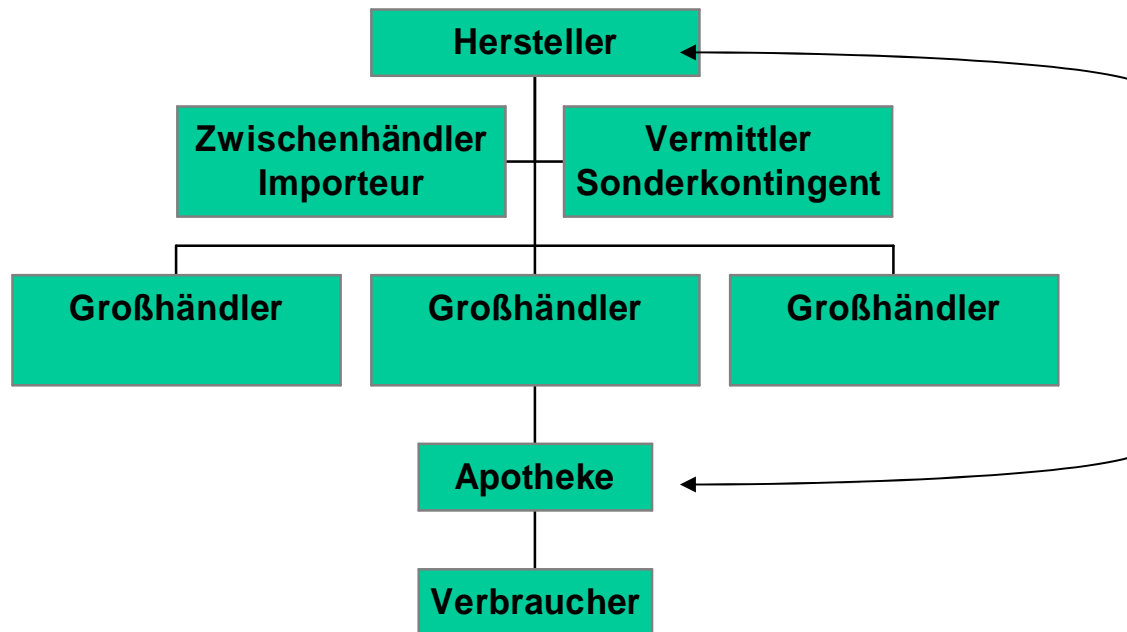 Hersteller
Zwischenhändler
Importeur
Vermittler
Sonderkontingent
Großhändler
Großhändler
Großhändler
Apotheke
Verbraucher